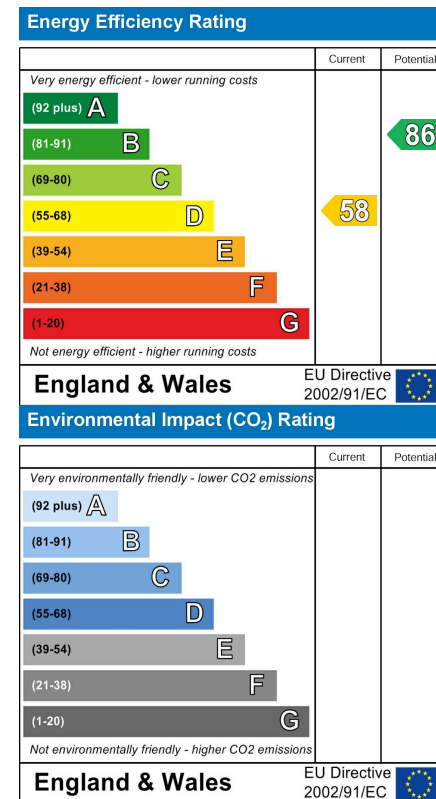 Energy Efficiency Rating
Current Potential
Very energy efficient - lower running costs
(92 plus) A
(81-91) B
(69-80) C
(55-68) D
(39-54) E
(21-38) F
(1-20) G
86
58
Not energy efficient - higher running costs
England & Wales
EU Directive
2002/91/EC
Environmental Impact (CO₂) Rating
Current Potential
Very environmentally friendly - lower CO2 emissions
(92 plus) A
(81-91) B
(69-80) C
(55-68) D
(39-54) E
(21-38) F
(1-20) G
Not environmentally friendly - higher CO2 emissions
England & Wales
EU Directive
2002/91/EC